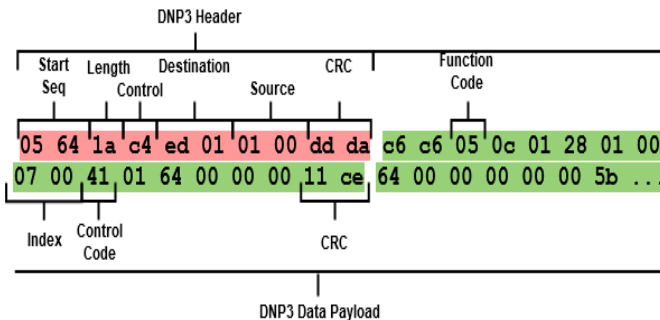 DNP3 Header
Start Seq
Length
Control
Destination
Source
CRC
Function Code
05 64 1a c4 ed 01 01 00 dd da c6 c6 05 0c 01 28 01 00
07 00 41 01 64 00 00 00 11 ce 64 00 00 00 00 00 5b ...
Index
Control Code
CRC
DNP3 Data Payload